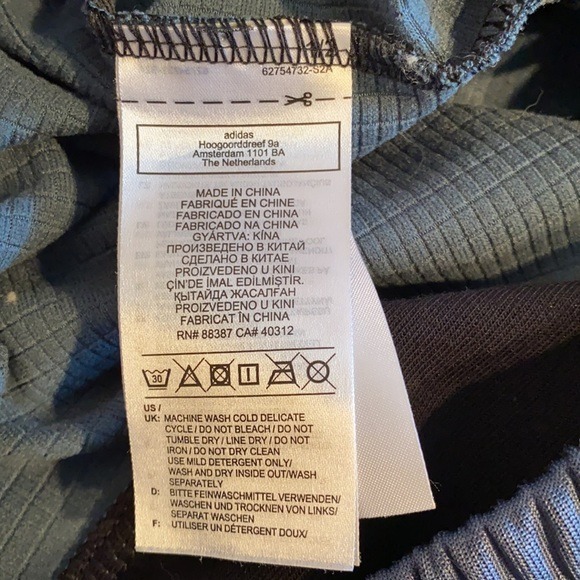 62754732-S2A
adidas
Hoogoorddreef 9a
Amsterdam 1101 BA
The Netherlands
MADE IN CHINA
FABRIQUÉ EN CHINE
FABRICADO EN CHINA
FABRICADO NA CHINA
GYÁRTVA: KÍNA
ПРОИЗВЕДЕНО В КИТАЙ
СДЕЛАНО В КИТАЕ
PROIZVEDENO U KINI
ÇİN'DE İMAL EDİLMİŞTİR.
ҚЫТАЙДА ЖАСАЛҒАН
PROIZVEDENO U KINI
FABRICAT ÎN CHINA
RN# 88387 CA# 40312
30
US /
UK: MACHINE WASH COLD DELICATE
CYCLE / DO NOT BLEACH / DO NOT
TUMBLE DRY / LINE DRY / DO NOT
IRON / DO NOT DRY CLEAN
USE MILD DETERGENT ONLY/
WASH AND DRY INSIDE OUT/WASH
SEPARATELY
D: BITTE FEINWASCHMITTEL VERWENDEN/
WASCHEN UND TROCKNEN VON LINKS/
SEPARAT WASCHEN
F: UTILISER UN DÉTERGENT DOUX/